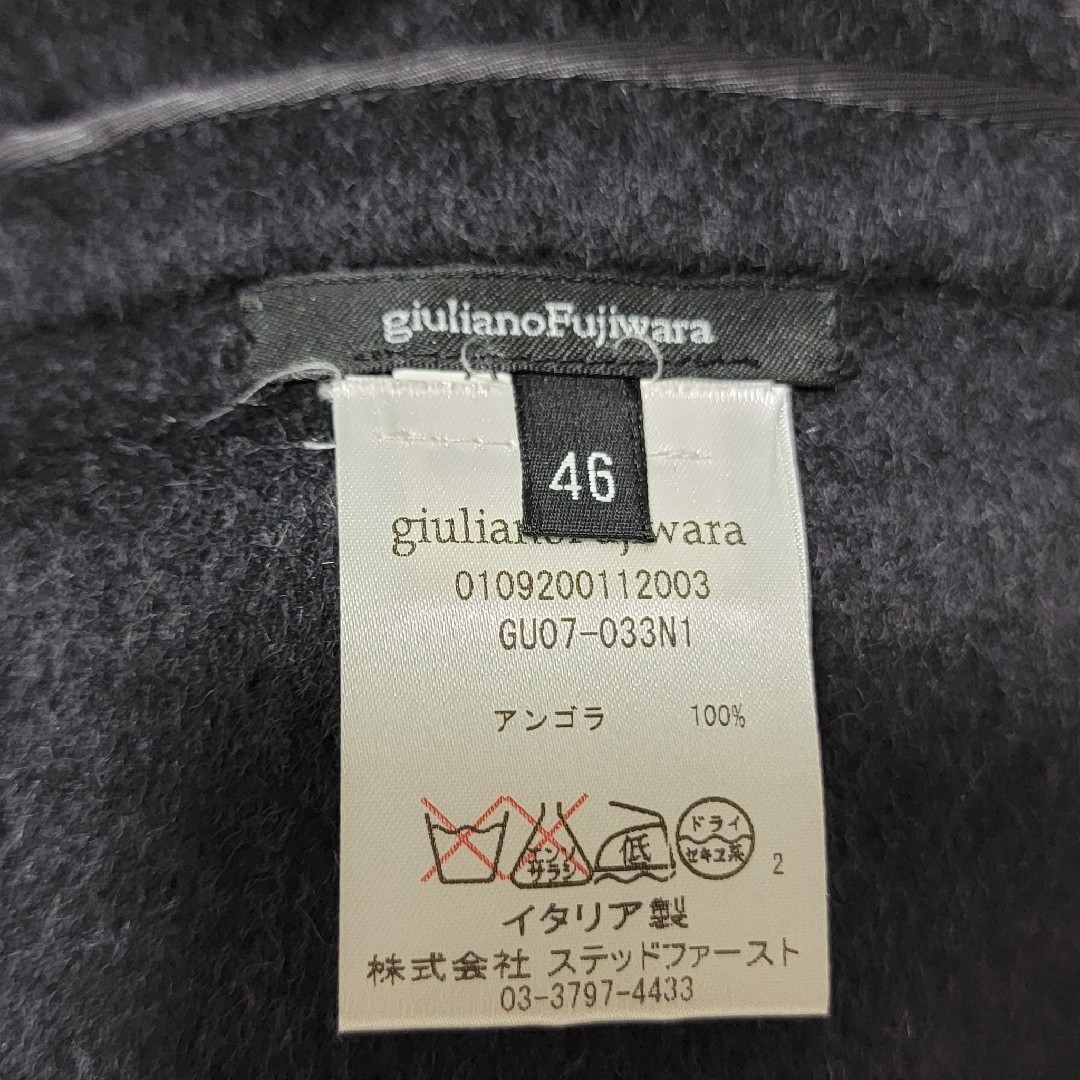 giulianoFujiwara
46
giulianoFujiwara
0109200112003
GU07-033N1
アンゴラ 100%
エンソ
サラシ
低
ドライ
セキユ系
2
イタリア製
株式会社 ステッドファースト
03-3797-4433